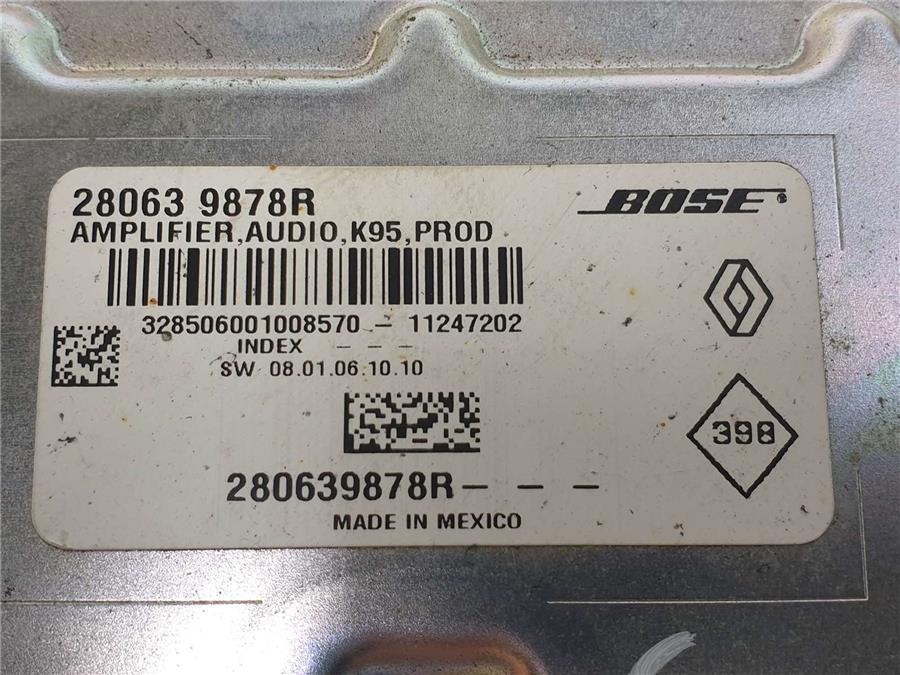 28063 9878R
BOSE
AMPLIFIER,AUDIO,K95,PROD
328506001008570 - 11247202
INDEX - - -
SW 08.01.06.10.10
398
280639878R- - -
MADE IN MEXICO